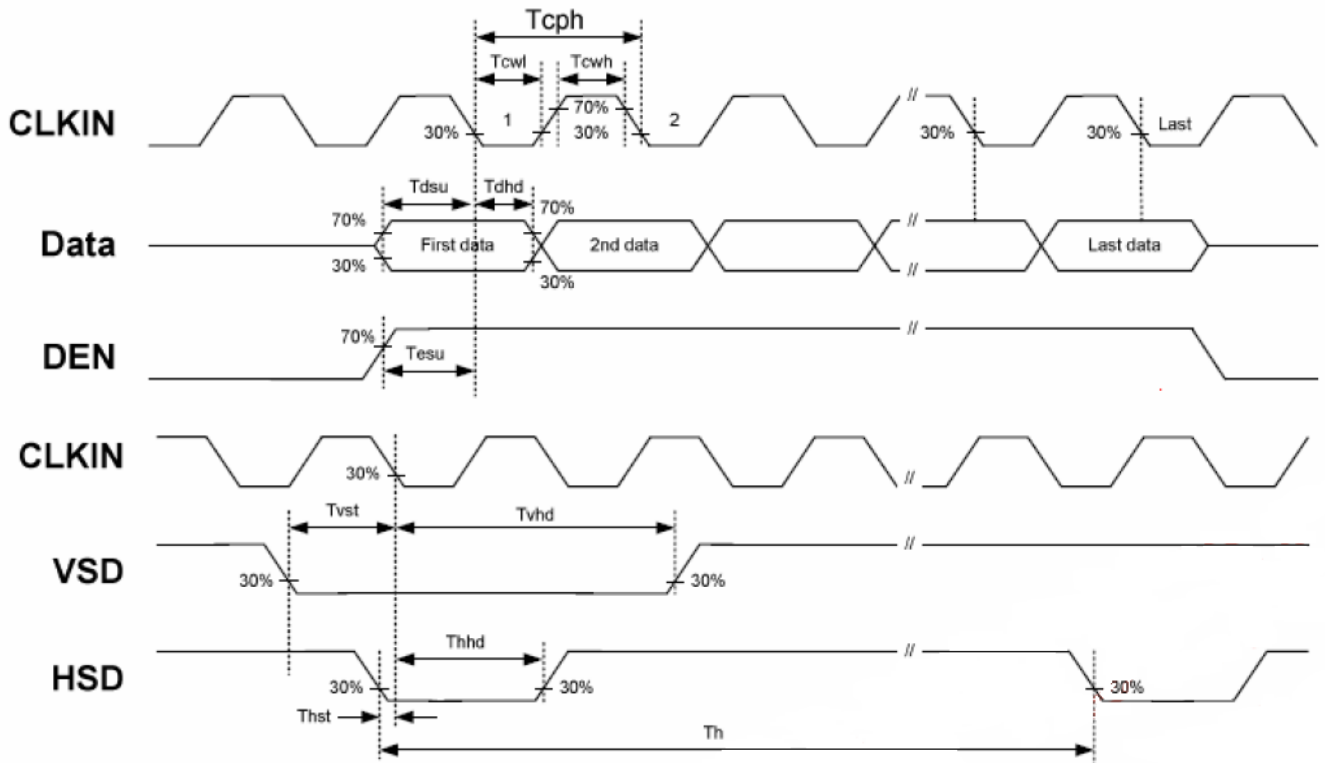 Tcph
Tcwl Tcwh
CLKIN 30% 1 70% 30% 2 // 30% 30% Last
Tdsu Tdhd
70% 70%
Data First data 2nd data // Last data
30% // 30%
DEN 70% //
Tesu
CLKIN 30% //
Tvst Tvhd
VSD 30% 30% //
Thhd
HSD 30% 30% // 30%
Thst
Th